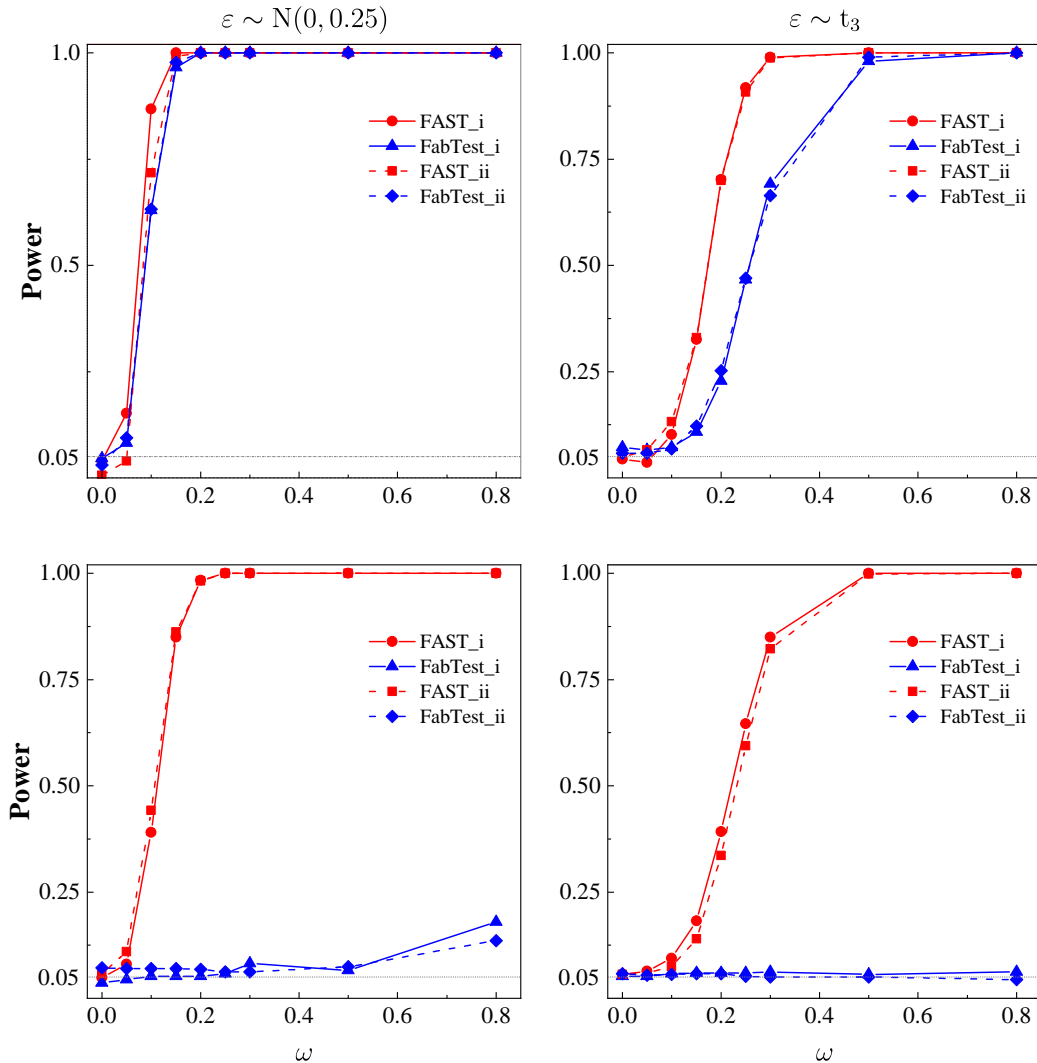 ε ∼ N(0, 0.25)
ε ∼ t₃
1.0
0.5
0.05
Power
FAST_i
FabTest_i
FAST_ii
FabTest_ii
0.0 0.2 0.4 0.6 0.8
1.00
0.75
0.50
0.25
0.05
FAST_i
FabTest_i
FAST_ii
FabTest_ii
0.0 0.2 0.4 0.6 0.8
1.00
0.75
0.50
0.25
0.05
Power
FAST_i
FabTest_i
FAST_ii
FabTest_ii
0.0 0.2 0.4 0.6 0.8
ω
1.00
0.75
0.50
0.25
0.05
FAST_i
FabTest_i
FAST_ii
FabTest_ii
0.0 0.2 0.4 0.6 0.8
ω